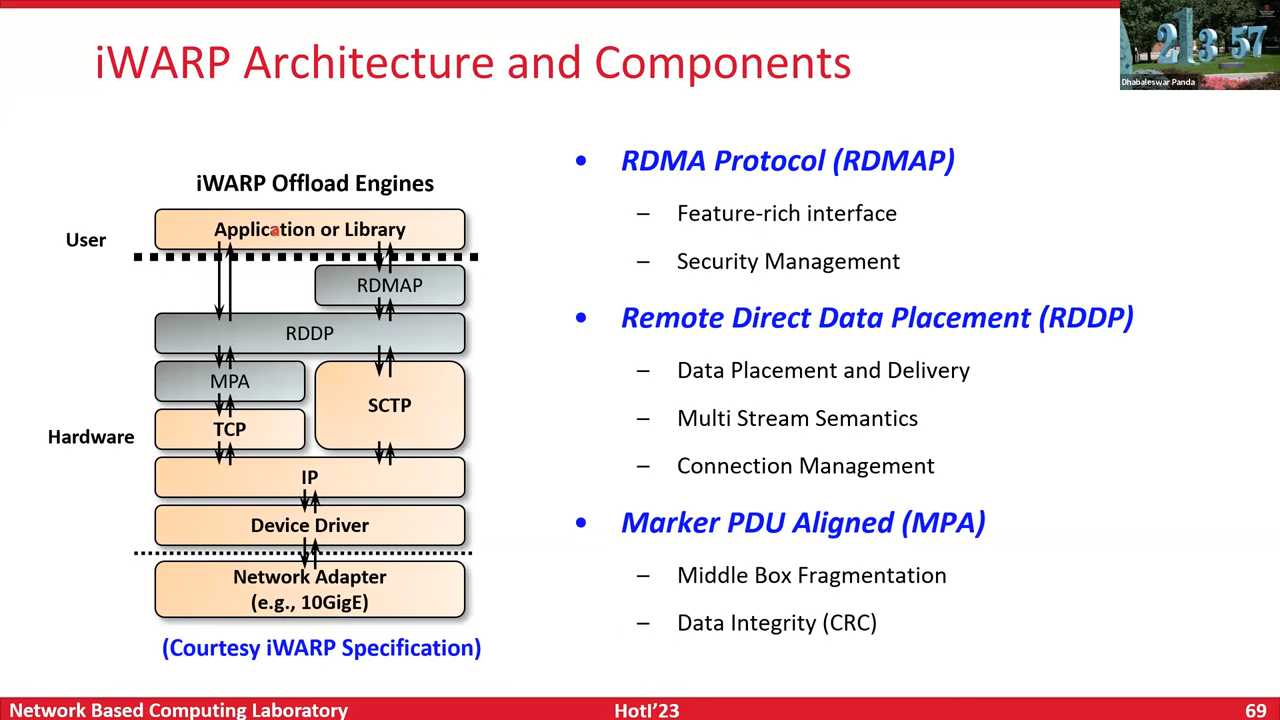 iWARP Architecture and Components
Dhabaleswar Panda
iWARP Offload Engines
User
Hardware
Application or Library
RDMAP
RDDP
MPA
SCTP
TCP
IP
Device Driver
Network Adapter
(e.g., 10GigE)
(Courtesy iWARP Specification)
• RDMA Protocol (RDMAP)
– Feature-rich interface
– Security Management
• Remote Direct Data Placement (RDDP)
– Data Placement and Delivery
– Multi Stream Semantics
– Connection Management
• Marker PDU Aligned (MPA)
– Middle Box Fragmentation
– Data Integrity (CRC)
Network Based Computing Laboratory
HotI'23
69